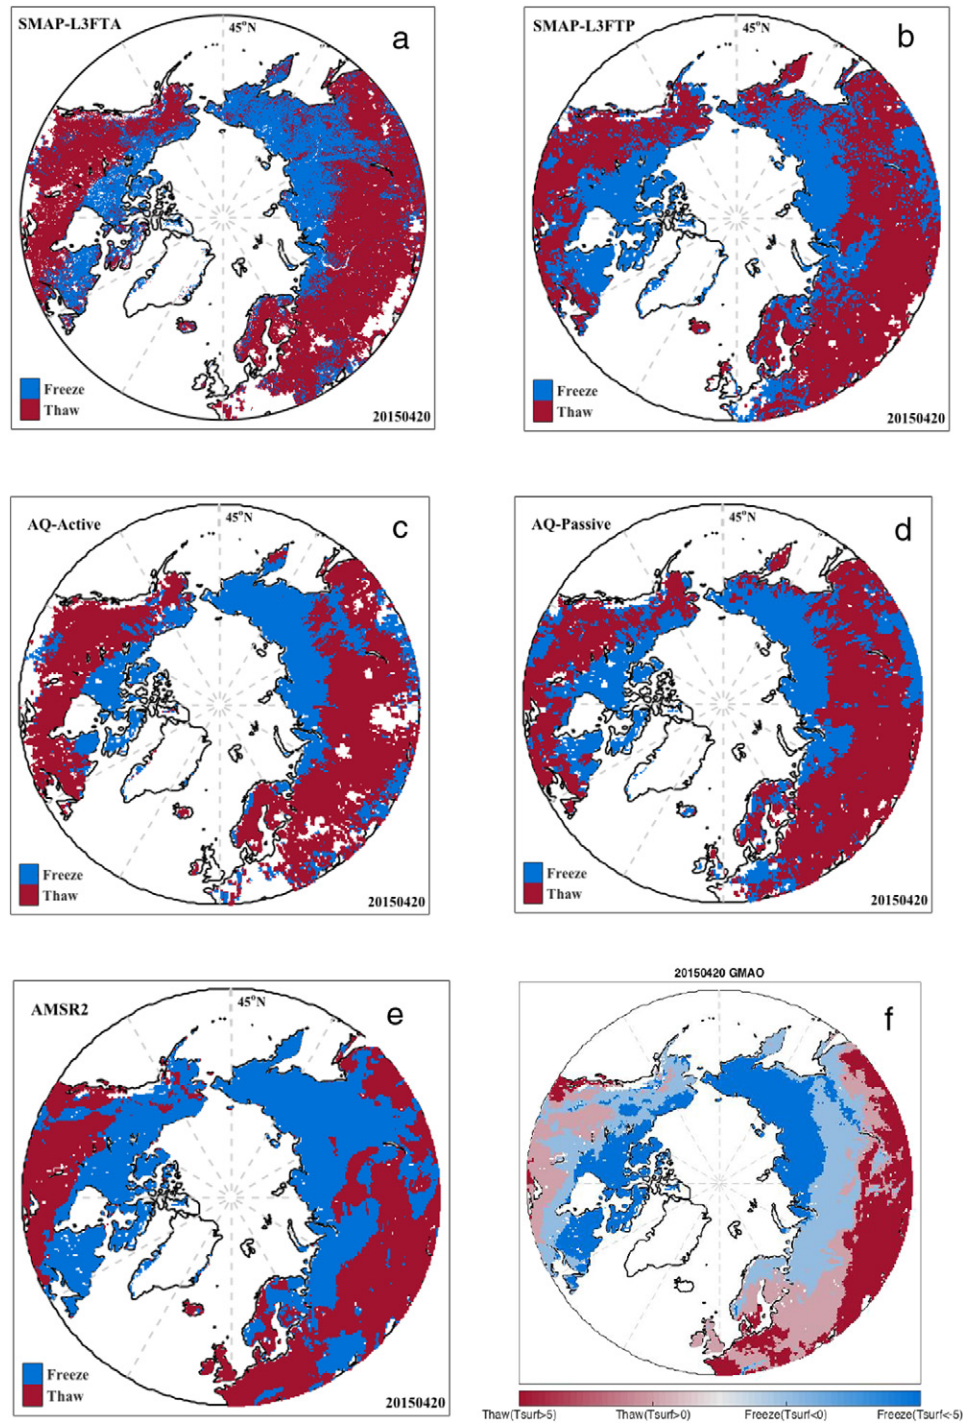 SMAP-L3FTA
45°N
a
Freeze
Thaw
20150420
SMAP-L3FTP
45°N
b
Freeze
Thaw
20150420
AQ-Active
45°N
c
Freeze
Thaw
20150420
AQ-Passive
45°N
d
Freeze
Thaw
20150420
AMSR2
45°N
e
Freeze
Thaw
20150420
20150420 GMAO
f
Thaw(Tsurf>5) Thaw(Tsurf>0) Freeze(Tsurf<0) Freeze(Tsurf<-5)